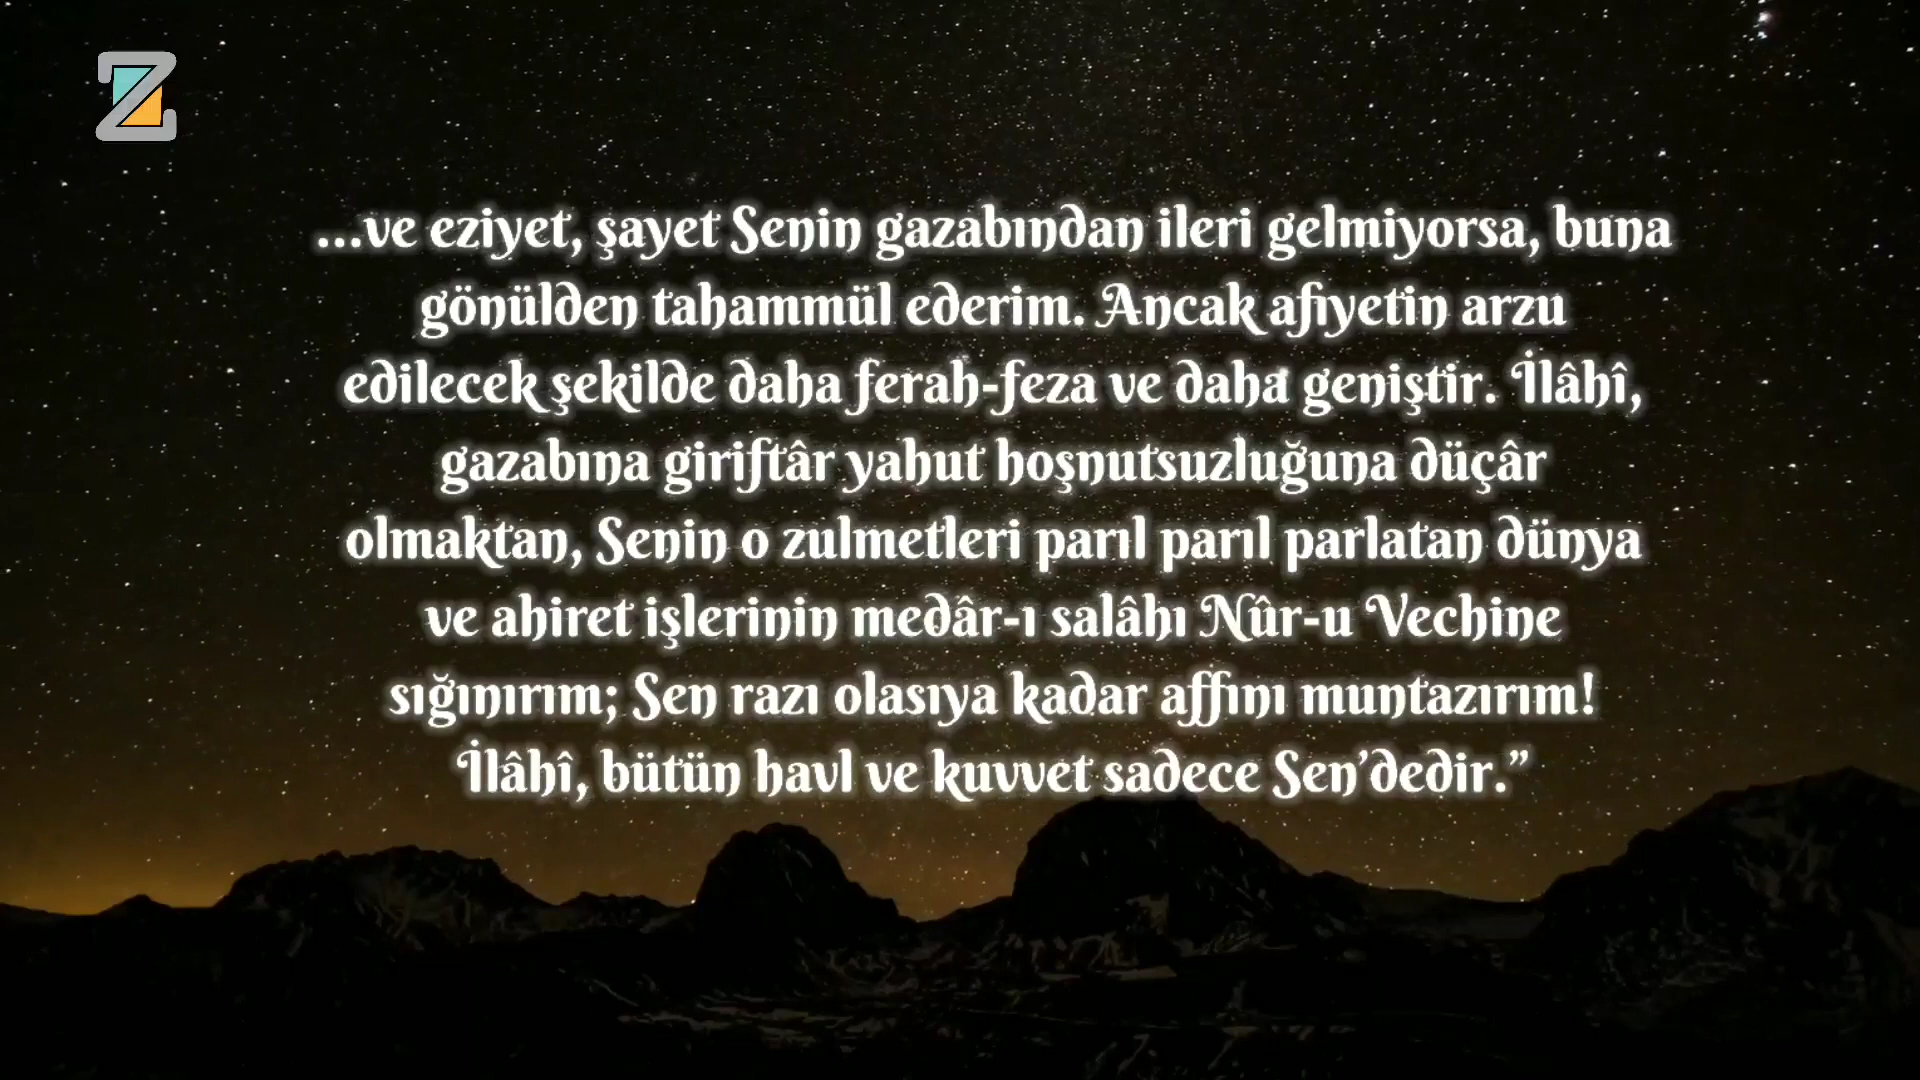 Z
...ve eziyet, şayet Senin gazabından ileri gelmiyorsa, buna
gönülden tahammül ederim. Ancak afiyetin arzu
edilecek şekilde daha ferah-feza ve daha geniştir. İlâhî,
gazabına giriftâr yahut hoşnutsuzluğuna düçâr
olmaktan, Senin o zulmetleri parıl parıl parlatan dünya
ve ahiret işlerinin medâr-ı salâhı Nûr-u Vechine
sığınırım; Sen razı olasıya kadar affını muntazırım!
İlâhî, bütün havl ve kuvvet sadece Sen’dedir.”